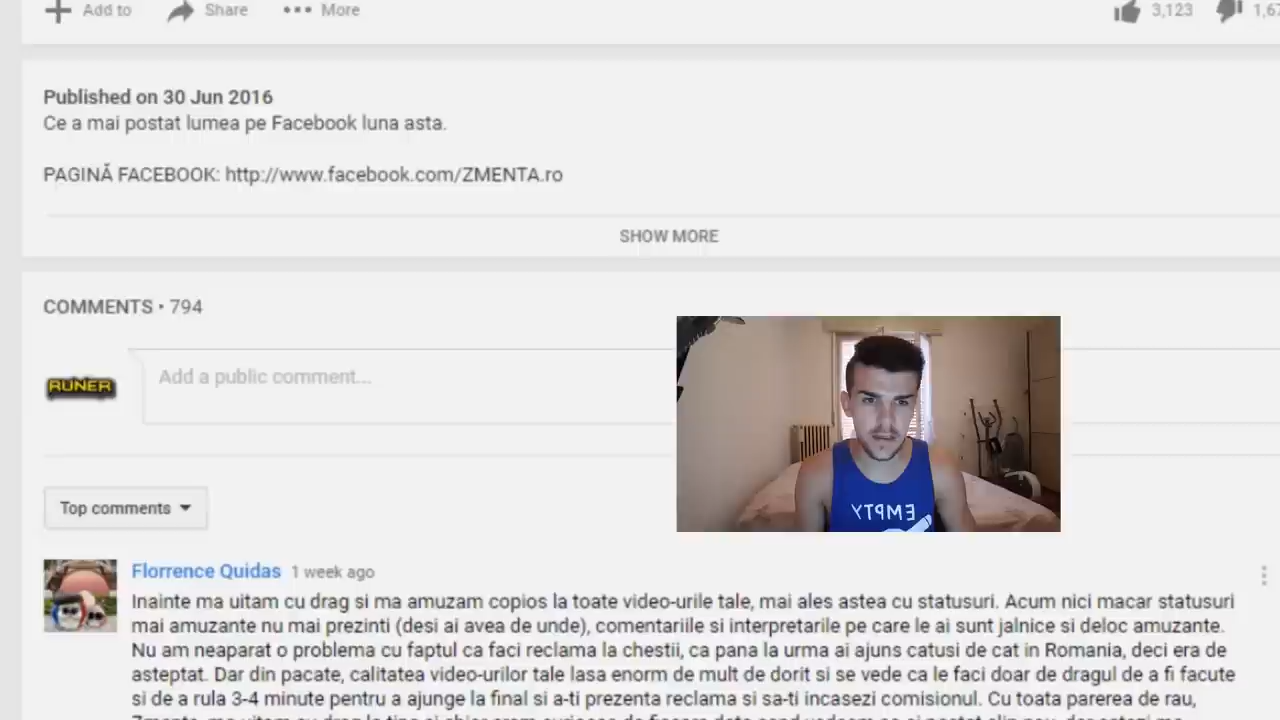 Add to Share More 3,123
Published on 30 Jun 2016
Ce a mai postat lumea pe Facebook luna asta.
PAGINĂ FACEBOOK: http://www.facebook.com/ZMENTA.ro
SHOW MORE
COMMENTS • 794
RUNER
Add a public comment...
EMPTY
Top comments
Florrence Quidas 1 week ago
Inainte ma uitam cu drag si ma amuzam copios la toate video-urile tale, mai ales astea cu statusuri. Acum nici macar statusuri
mai amuzante nu mai prezinti (desi ai avea de unde), comentariile si interpretarile pe care le ai sunt jalnice si deloc amuzante.
Nu am neaparat o problema cu faptul ca faci reclama la chestii, ca pana la urma ai ajuns catusi de cat in Romania, deci era de
asteptat. Dar din pacate, calitatea video-urilor tale lasa enorm de mult de dorit si se vede ca le faci doar de dragul de a fi facute
si de a rula 3-4 minute pentru a ajunge la final si a-ti prezenta reclama si sa-ti incasezi comisionul. Cu toata parerea de rau,